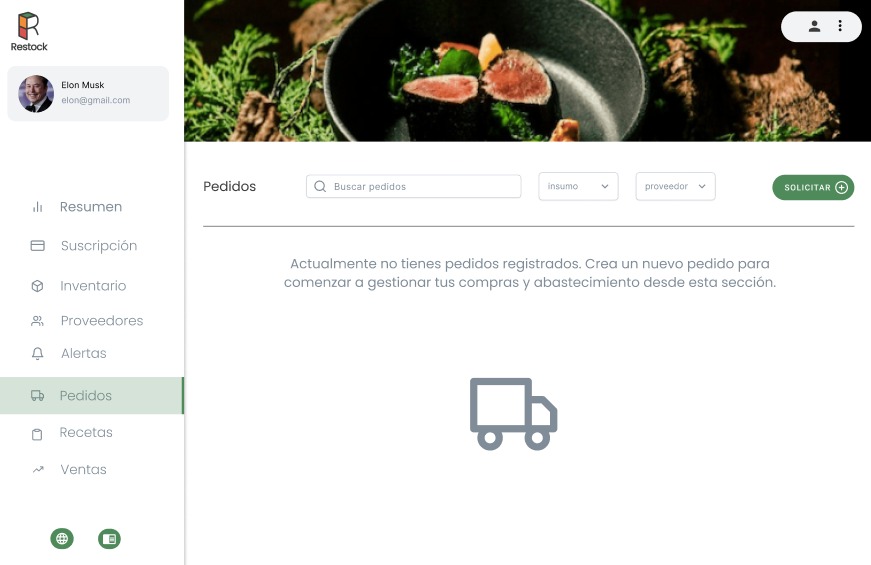 Restock
Elon Musk
elon@gmail.com
Resumen
Suscripción
Inventario
Proveedores
Alertas
Pedidos
Recetas
Ventas
Pedidos
Buscar pedidos
insumo
proveedor
SOLICITAR
Actualmente no tienes pedidos registrados. Crea un nuevo pedido para
comenzar a gestionar tus compras y abastecimiento desde esta sección.